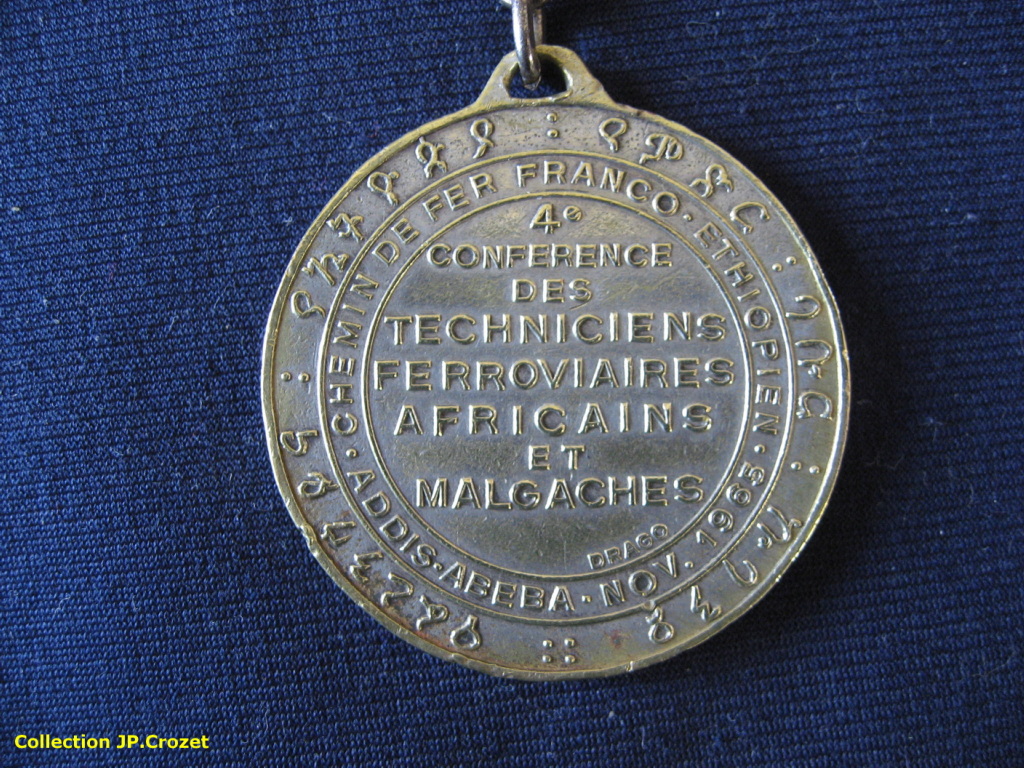 4e
CONFERENCE
DES
TECHNICIENS
FERROVIAIRES
AFRICAINS
ET
MALGACHES
DRAGO
CHEMIN DE FER FRANCO-ETHIOPIEN · ADDIS-ABEBA · NOV. 1965 ·
Collection JP.Crozet